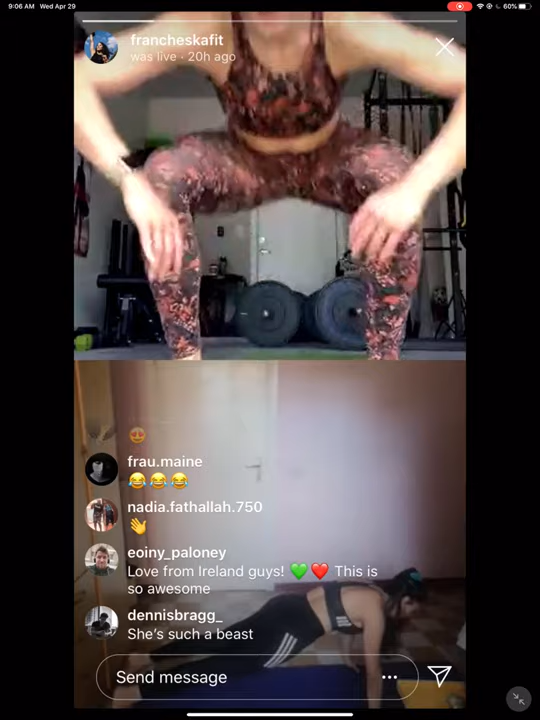 9:06 AM Wed Apr 29
60%
francheskafit
was live · 20h ago
😍
frau.maine
😂😂😂
nadia.fathallah.750
👋
eoiny_paloney
Love from Ireland guys! 💚❤️ This is
so awesome
dennisbragg_
She's such a beast
Send message